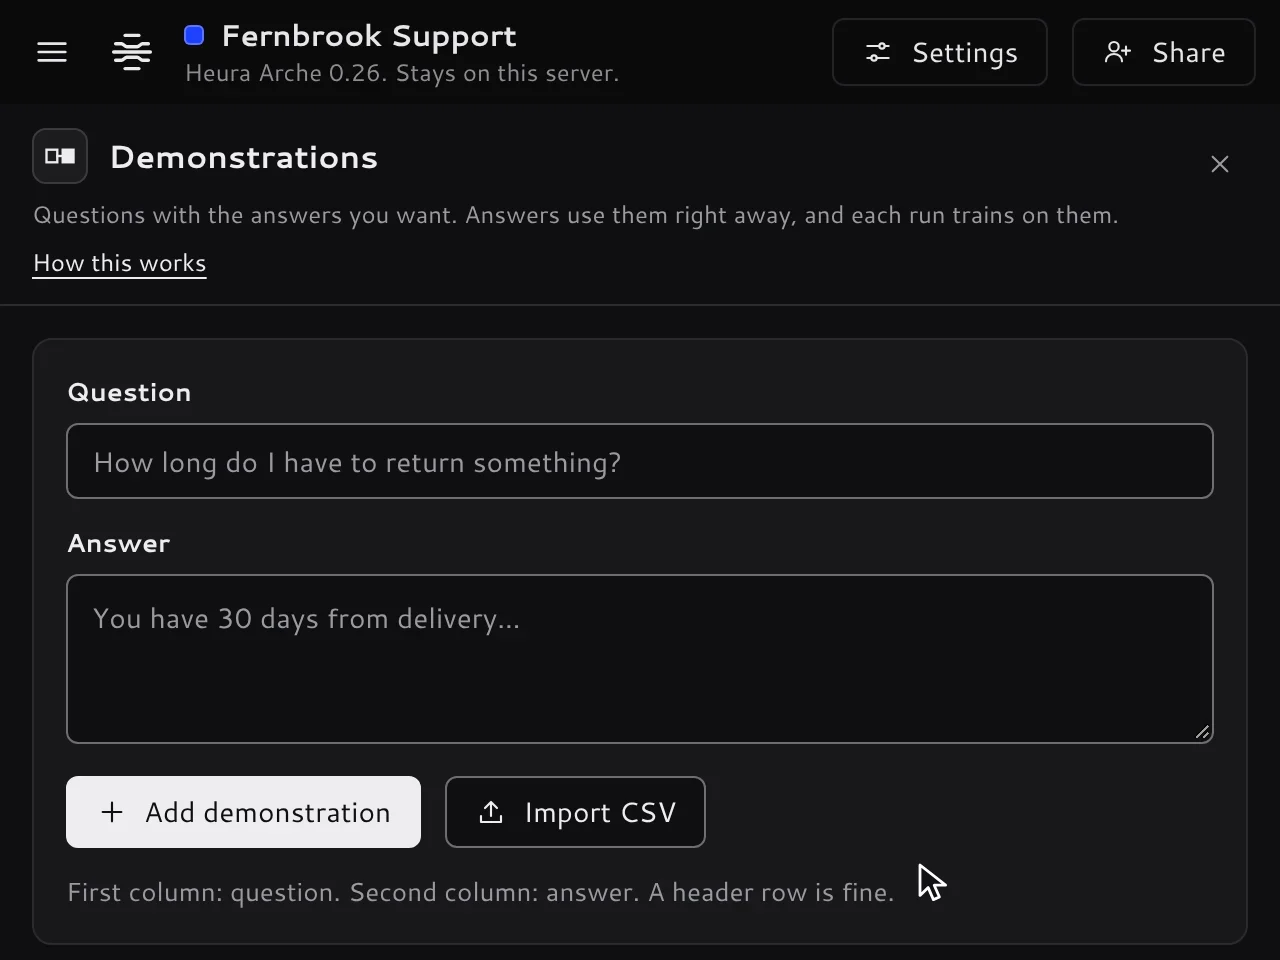 Fernbrook Support
Heura Arche 0.26. Stays on this server.
Settings
Share
Demonstrations
Questions with the answers you want. Answers use them right away, and each run trains on them.
How this works
Question
How long do I have to return something?
Answer
You have 30 days from delivery...
Add demonstration
Import CSV
First column: question. Second column: answer. A header row is fine.